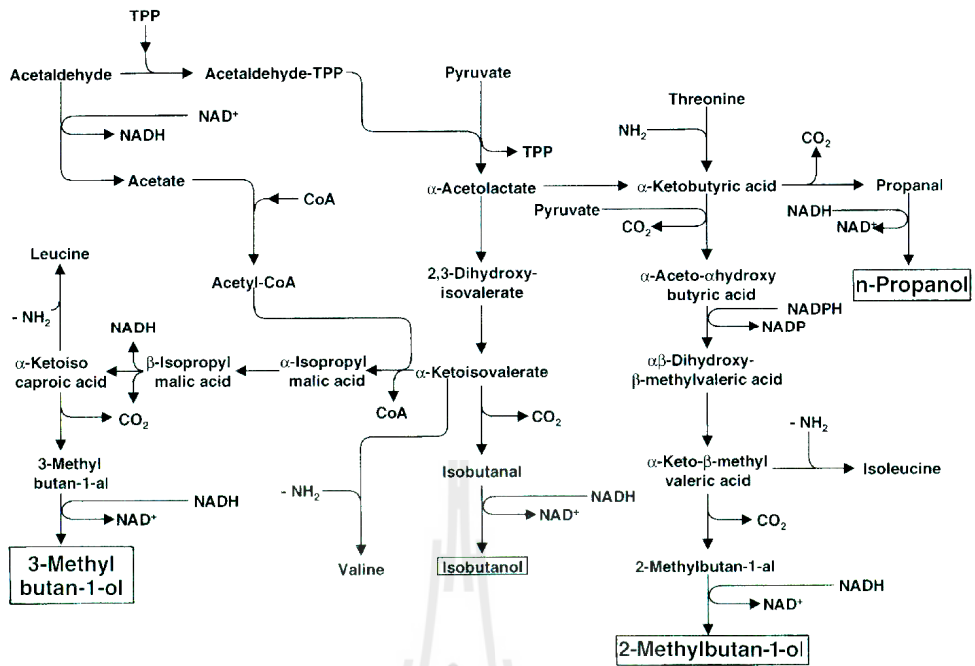 TPP
Acetaldehyde
Acetaldehyde-TPP
Pyruvate
Threonine
NAD⁺
NADH
NH₂
CO₂
TPP
Acetate
CoA
α-Acetolactate
α-Ketobutyric acid
Propanal
Pyruvate
CO₂
NADH
NAD⁺
Leucine
Acetyl-CoA
2,3-Dihydroxy-
isovalerate
α-Aceto-αhydroxy
butyric acid
n-Propanol
- NH₂
NADH
NADPH
NADP
α-Ketoiso
caproic acid
β-Isopropyl
malic acid
α-Isopropyl
malic acid
α-Ketoisovalerate
αβ-Dihydroxy-
β-methylvaleric acid
CoA
CO₂
CO₂
- NH₂
3-Methyl
butan-1-al
Isobutanal
α-Keto-β-methyl
valeric acid
Isoleucine
- NH₂
NADH
NAD⁺
NADH
NAD⁺
CO₂
3-Methyl
butan-1-ol
Valine
Isobutanol
2-Methylbutan-1-al
NADH
NAD⁺
2-Methylbutan-1-ol